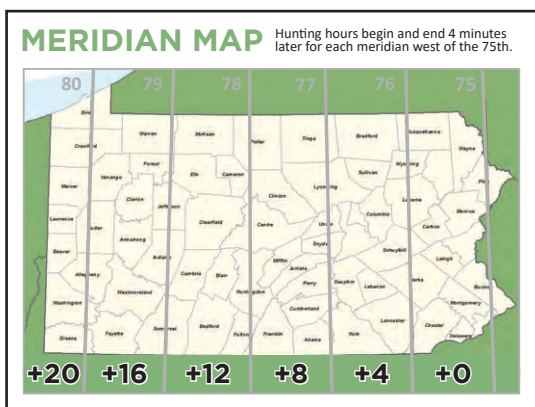 MERIDIAN MAP
Hunting hours begin and end 4 minutes
later for each meridian west of the 75th.
80 79 78 77 76 75
Erie
Crawford
Warren
McKean
Potter
Tioga
Bradford
Susquehanna
Wayne
Wyoming
Pike
Mercer
Venango
Forest
Elk
Cameron
Clinton
Lycoming
Sullivan
Luzerne
Monroe
Lawrence
Butler
Clarion
Jefferson
Clearfield
Centre
Union
Snyder
Columbia
Carbon
Beaver
Armstrong
Indiana
Mifflin
Juniata
Schuylkill
Lehigh
Allegheny
Cambria
Blair
Huntingdon
Perry
Dauphin
Lebanon
Berks
Bucks
Washington
Westmoreland
Cumberland
Lancaster
Montgomery
Greene
Fayette
Somerset
Bedford
Fulton
Franklin
Adams
York
Chester
Delaware
+20 +16 +12 +8 +4 +0